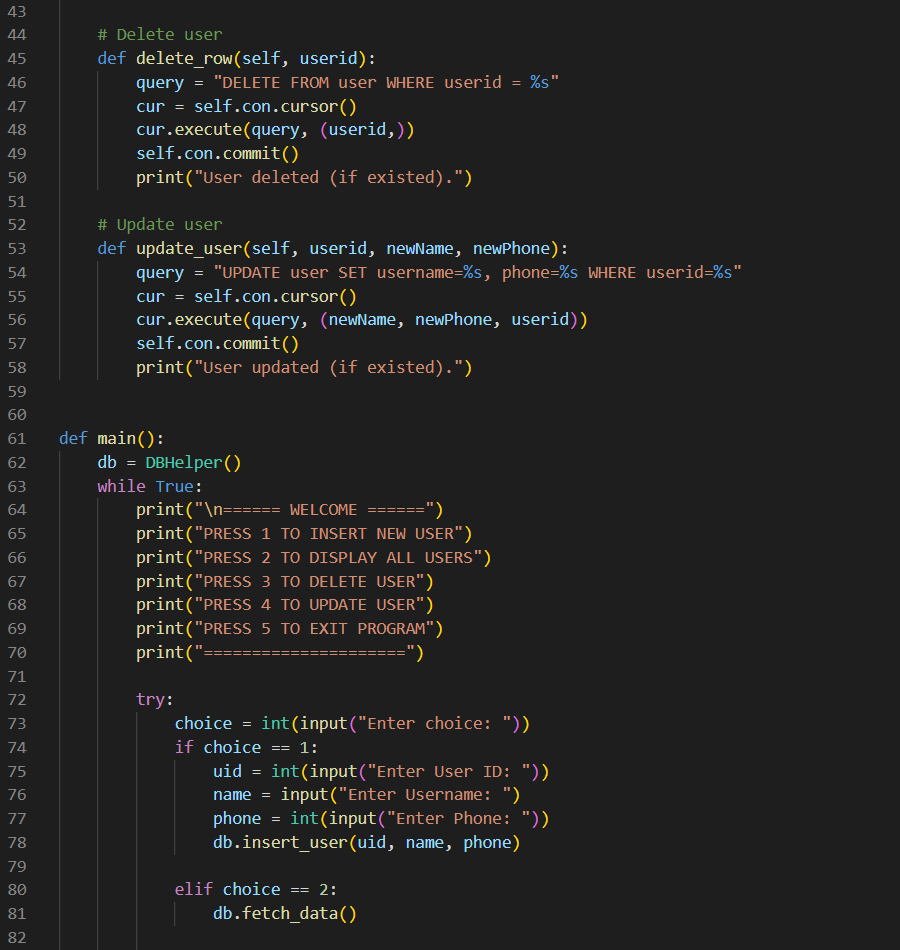 43
44 # Delete user
45 def delete_row(self, userid):
46 query = "DELETE FROM user WHERE userid = %s"
47 cur = self.con.cursor()
48 cur.execute(query, (userid,))
49 self.con.commit()
50 print("User deleted (if existed).")
51
52 # Update user
53 def update_user(self, userid, newName, newPhone):
54 query = "UPDATE user SET username=%s, phone=%s WHERE userid=%s"
55 cur = self.con.cursor()
56 cur.execute(query, (newName, newPhone, userid))
57 self.con.commit()
58 print("User updated (if existed).")
59
60
61 def main():
62 db = DBHelper()
63 while True:
64 print("\n====== WELCOME ======")
65 print("PRESS 1 TO INSERT NEW USER")
66 print("PRESS 2 TO DISPLAY ALL USERS")
67 print("PRESS 3 TO DELETE USER")
68 print("PRESS 4 TO UPDATE USER")
69 print("PRESS 5 TO EXIT PROGRAM")
70 print("=====================")
71
72 try:
73 choice = int(input("Enter choice: "))
74 if choice == 1:
75 uid = int(input("Enter User ID: "))
76 name = input("Enter Username: ")
77 phone = int(input("Enter Phone: "))
78 db.insert_user(uid, name, phone)
79
80 elif choice == 2:
81 db.fetch_data()
82